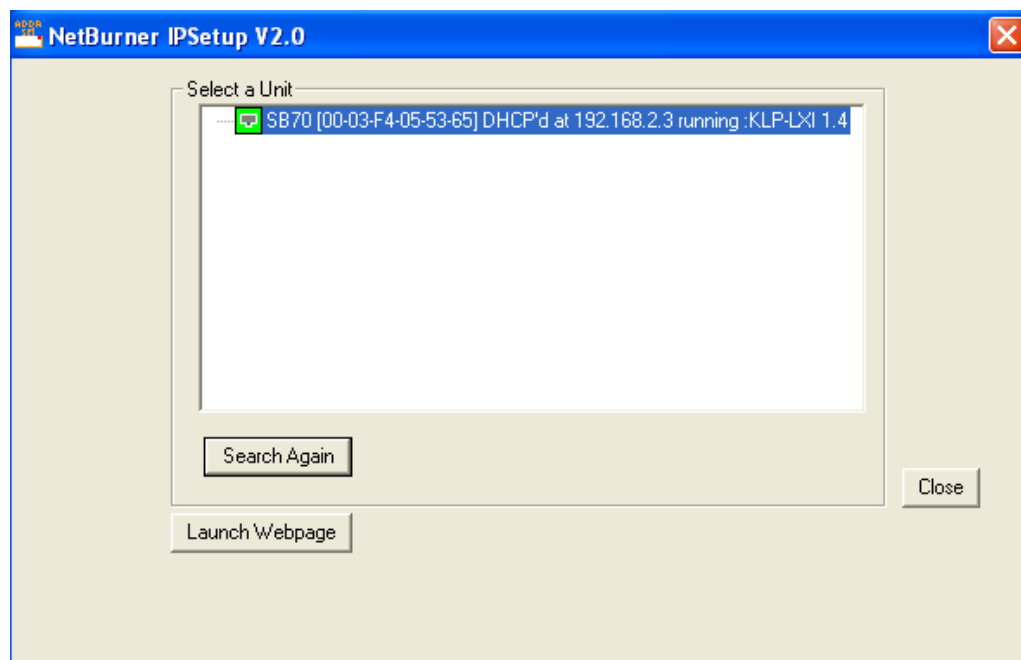 NetBurner IPSetup V2.0
Select a Unit
SB70 [00-03-F4-05-53-65] DHCP'd at 192.168.2.3 running :KLP-LXI 1.4
Search Again
Close
Launch Webpage